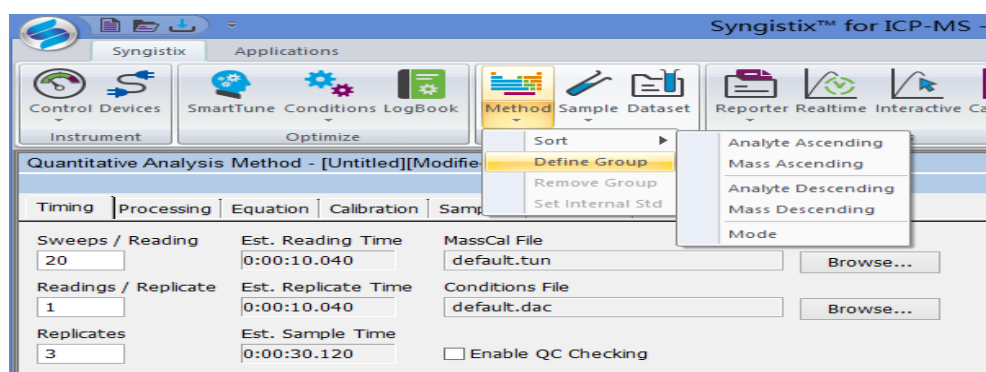 Syngistix™ for ICP-MS -
Syngistix Applications
Control Devices SmartTune Conditions LogBook Method Sample Dataset Reporter Realtime Interactive Ca
Instrument Optimize
Sort
Define Group
Remove Group
Set Internal Std
Analyte Ascending
Mass Ascending
Analyte Descending
Mass Descending
Mode
Quantitative Analysis Method - [Untitled][Modifie
Timing Processing Equation Calibration Samp
Sweeps / Reading Est. Reading Time MassCal File
20 0:00:10.040 default.tun Browse...
Readings / Replicate Est. Replicate Time Conditions File
1 0:00:10.040 default.dac Browse...
Replicates Est. Sample Time
3 0:00:30.120 Enable QC Checking